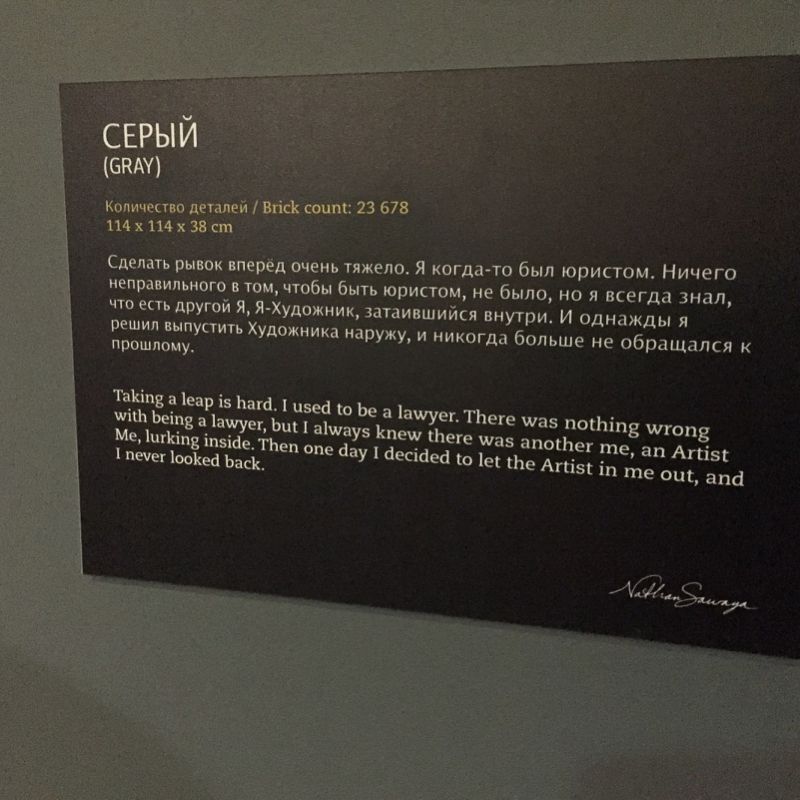 СЕРЫЙ
(GRAY)
Количество деталей / Brick count: 23 678
114 x 114 x 38 cm
Сделать рывок вперёд очень тяжело. Я когда-то был юристом. Ничего
неправильного в том, чтобы быть юристом, не было, но я всегда знал,
что есть другой Я, Я-Художник, затаившийся внутри. И однажды я
решил выпустить Художника наружу, и никогда больше не обращался к
прошлому.
Taking a leap is hard. I used to be a lawyer. There was nothing wrong
with being a lawyer, but I always knew there was another me, an Artist
Me, lurking inside. Then one day I decided to let the Artist in me out, and
I never looked back.
Nathan Sawaya